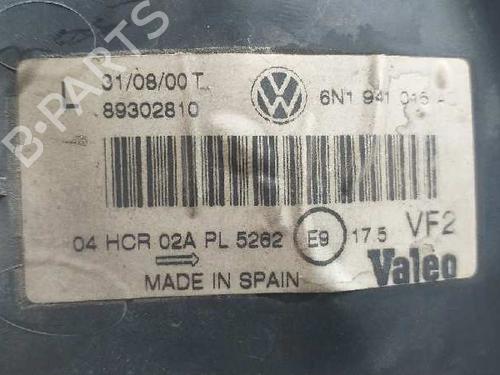 L 31/08/00 T
89302810
6N1 941 015
04 HCR 02A PL 5262 E9 17.5 VF2
MADE IN SPAIN
Valeo
B-PARTS